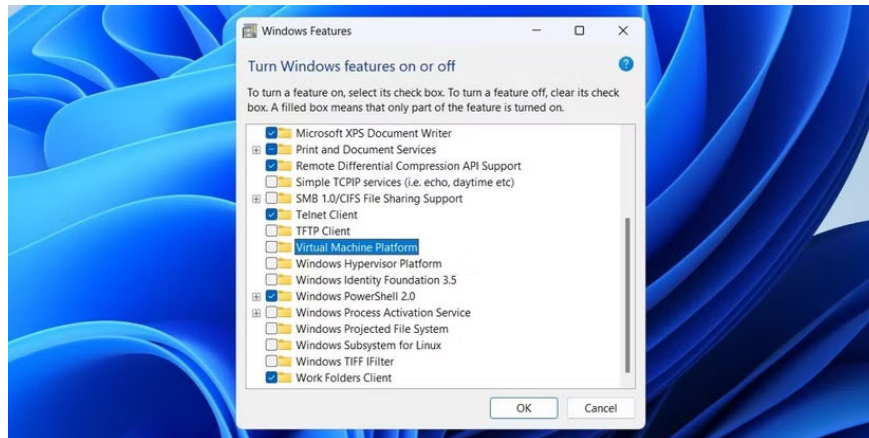 Windows Features
Turn Windows features on or off
To turn a feature on, select its check box. To turn a feature off, clear its check
box. A filled box means that only part of the feature is turned on.
Microsoft XPS Document Writer
Print and Document Services
Remote Differential Compression API Support
Simple TCPIP services (i.e. echo, daytime etc)
SMB 1.0/CIFS File Sharing Support
Telnet Client
TFTP Client
Virtual Machine Platform
Windows Hypervisor Platform
Windows Identity Foundation 3.5
Windows PowerShell 2.0
Windows Process Activation Service
Windows Projected File System
Windows Subsystem for Linux
Windows TIFF IFilter
Work Folders Client
OK Cancel